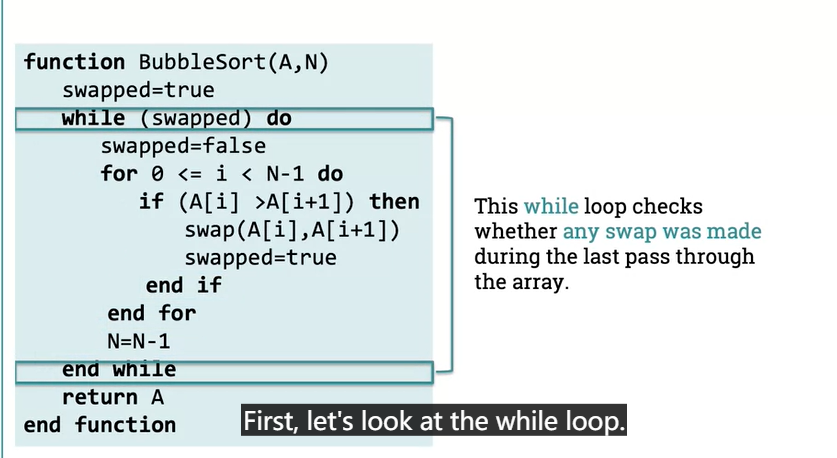 function BubbleSort(A,N)
swapped=true
while (swapped) do
swapped=false
for 0 <= i < N-1 do
if (A[i] >A[i+1]) then
swap(A[i],A[i+1])
swapped=true
end if
end for
N=N-1
end while
return A
end function
This while loop checks
whether any swap was made
during the last pass through
the array.
First, let's look at the while loop.